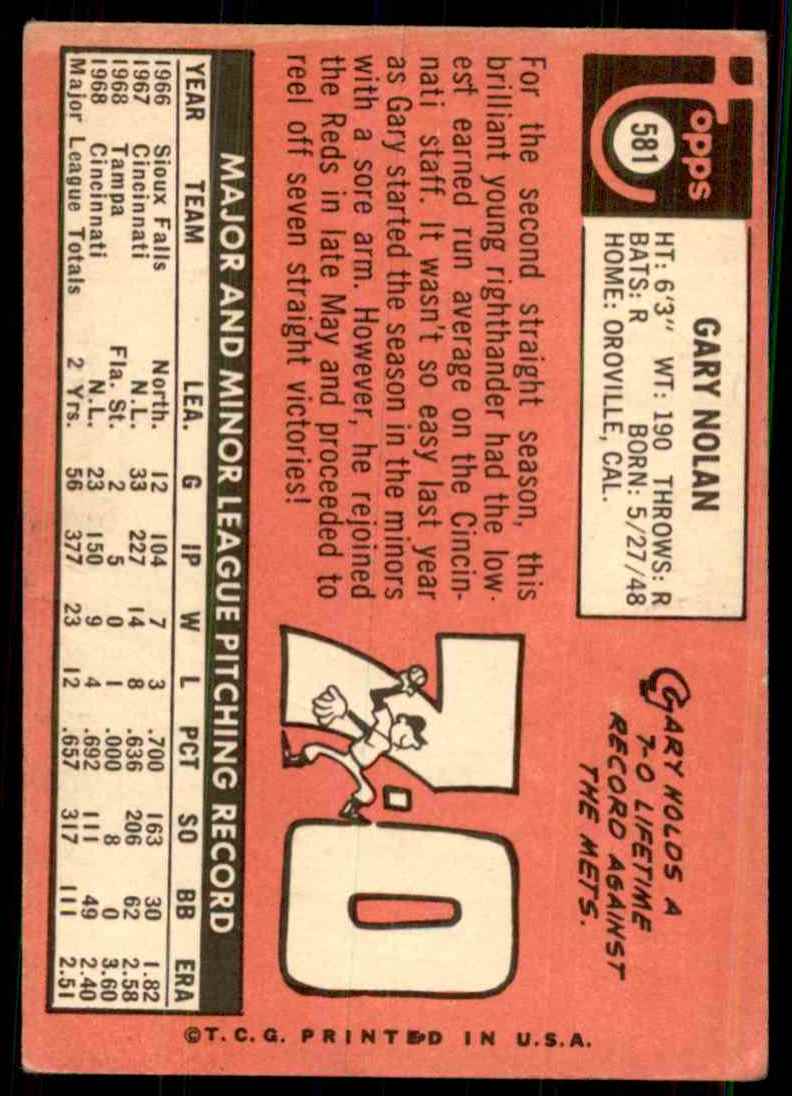 Topps
581
GARY NOLAN
HT: 6'3" WT: 190 THROWS: R
BATS: R BORN: 5/27/48
HOME: OROVILLE, CAL.
For the second straight season, this
brilliant young righthander had the low-
est earned run average on the Cincin-
nati staff. It wasn't so easy last year
as Gary started the season in the minors
with a sore arm. However, he rejoined
the Reds in late May and proceeded to
reel off seven straight victories!
GARY HOLDS A
7-0 LIFETIME
RECORD AGAINST
THE METS.
7-0
MAJOR AND MINOR LEAGUE PITCHING RECORD
YEAR TEAM LEA. G IP W L PCT SO BB ERA
1966 Sioux Falls North. 12 104 7 3 .700 163 30 1.82
1967 Cincinnati N.L. 33 227 14 8 .636 206 62 2.58
1968 Tampa Fla. St. 2 5 0 1 .000 8 0 3.60
1968 Cincinnati N.L. 23 150 9 4 .692 111 49 2.40
Major League Totals 2 Yrs. 56 377 23 12 .657 317 111 2.51
©T.C.G. PRINTED IN U.S.A.